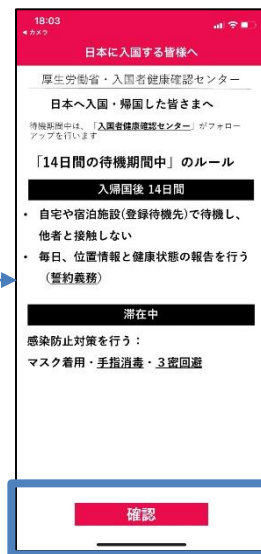 18:03
◀ カメラ
日本に入国する皆様へ
厚生労働省・入国者健康確認センター
日本へ入国・帰国した皆さまへ
待機期間中は、「入国者健康確認センター」がフォロー
アップを行います
「14日間の待機期間中」のルール
入帰国後 14日間
• 自宅や宿泊施設(登録待機先)で待機し、
他者と接触しない
• 毎日、位置情報と健康状態の報告を行う
(誓約義務)
滞在中
感染防止対策を行う：
マスク着用・手指消毒・３密回避
確認